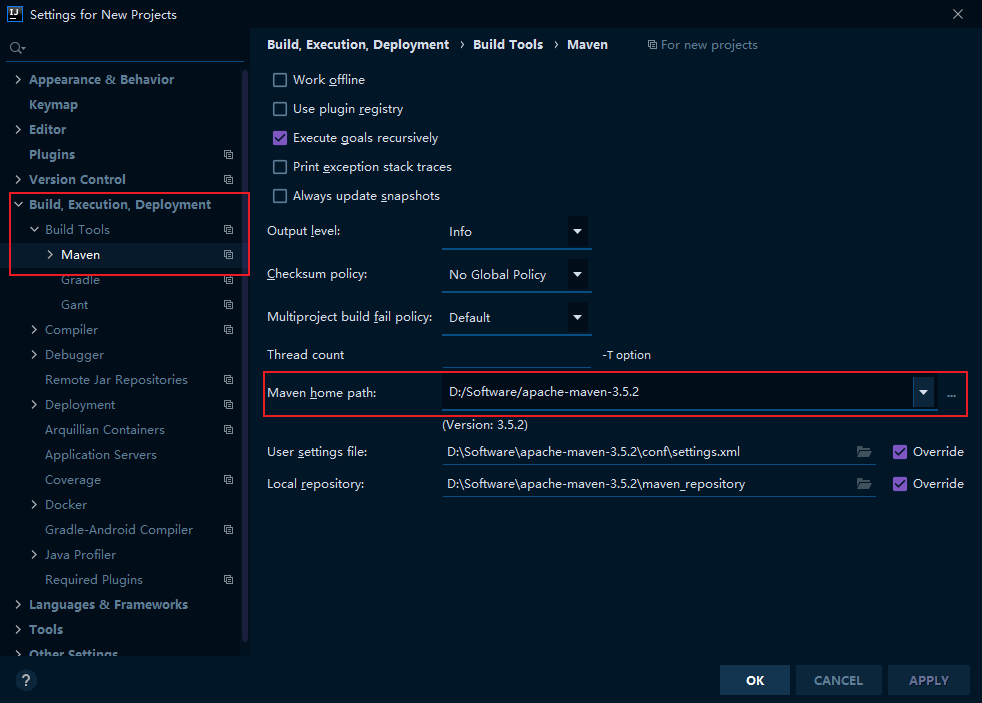 IJ Settings for New Projects
Appearance & Behavior
Keymap
Editor
Plugins
Version Control
Build, Execution, Deployment
Build Tools
Maven
Gradle
Gant
Compiler
Debugger
Remote Jar Repositories
Deployment
Arquillian Containers
Application Servers
Coverage
Docker
Gradle-Android Compiler
Java Profiler
Required Plugins
Languages & Frameworks
Tools
Other Settings
Build, Execution, Deployment › Build Tools › Maven For new projects
Work offline
Use plugin registry
Execute goals recursively
Print exception stack traces
Always update snapshots
Output level: Info
Checksum policy: No Global Policy
Multiproject build fail policy: Default
Thread count -T option
Maven home path: D:/Software/apache-maven-3.5.2 ...
(Version: 3.5.2)
User settings file: D:\Software\apache-maven-3.5.2\conf\settings.xml Override
Local repository: D:\Software\apache-maven-3.5.2\maven_repository Override
? OK CANCEL APPLY